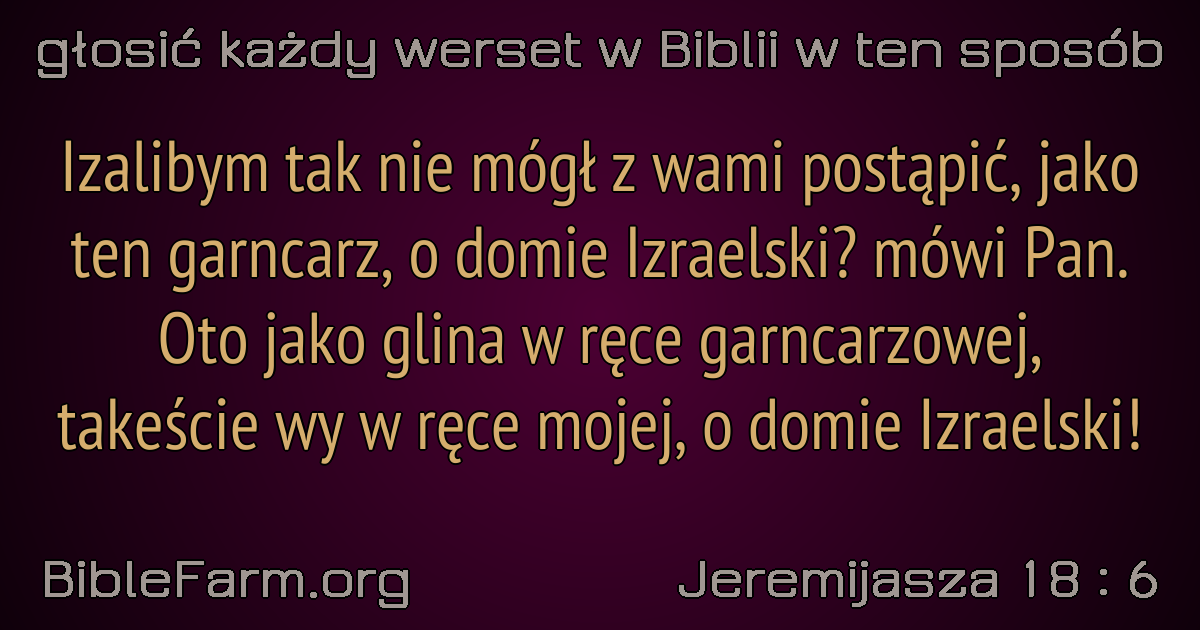 głosić każdy werset w Biblii w ten sposób
Izalibym tak nie mógł z wami postąpić, jako
ten garncarz, o domie Izraelski? mówi Pan.
Oto jako glina w ręce garncarzowej,
takeście wy w ręce mojej, o domie Izraelski!
BibleFarm.org
Jeremijasza 18 : 6